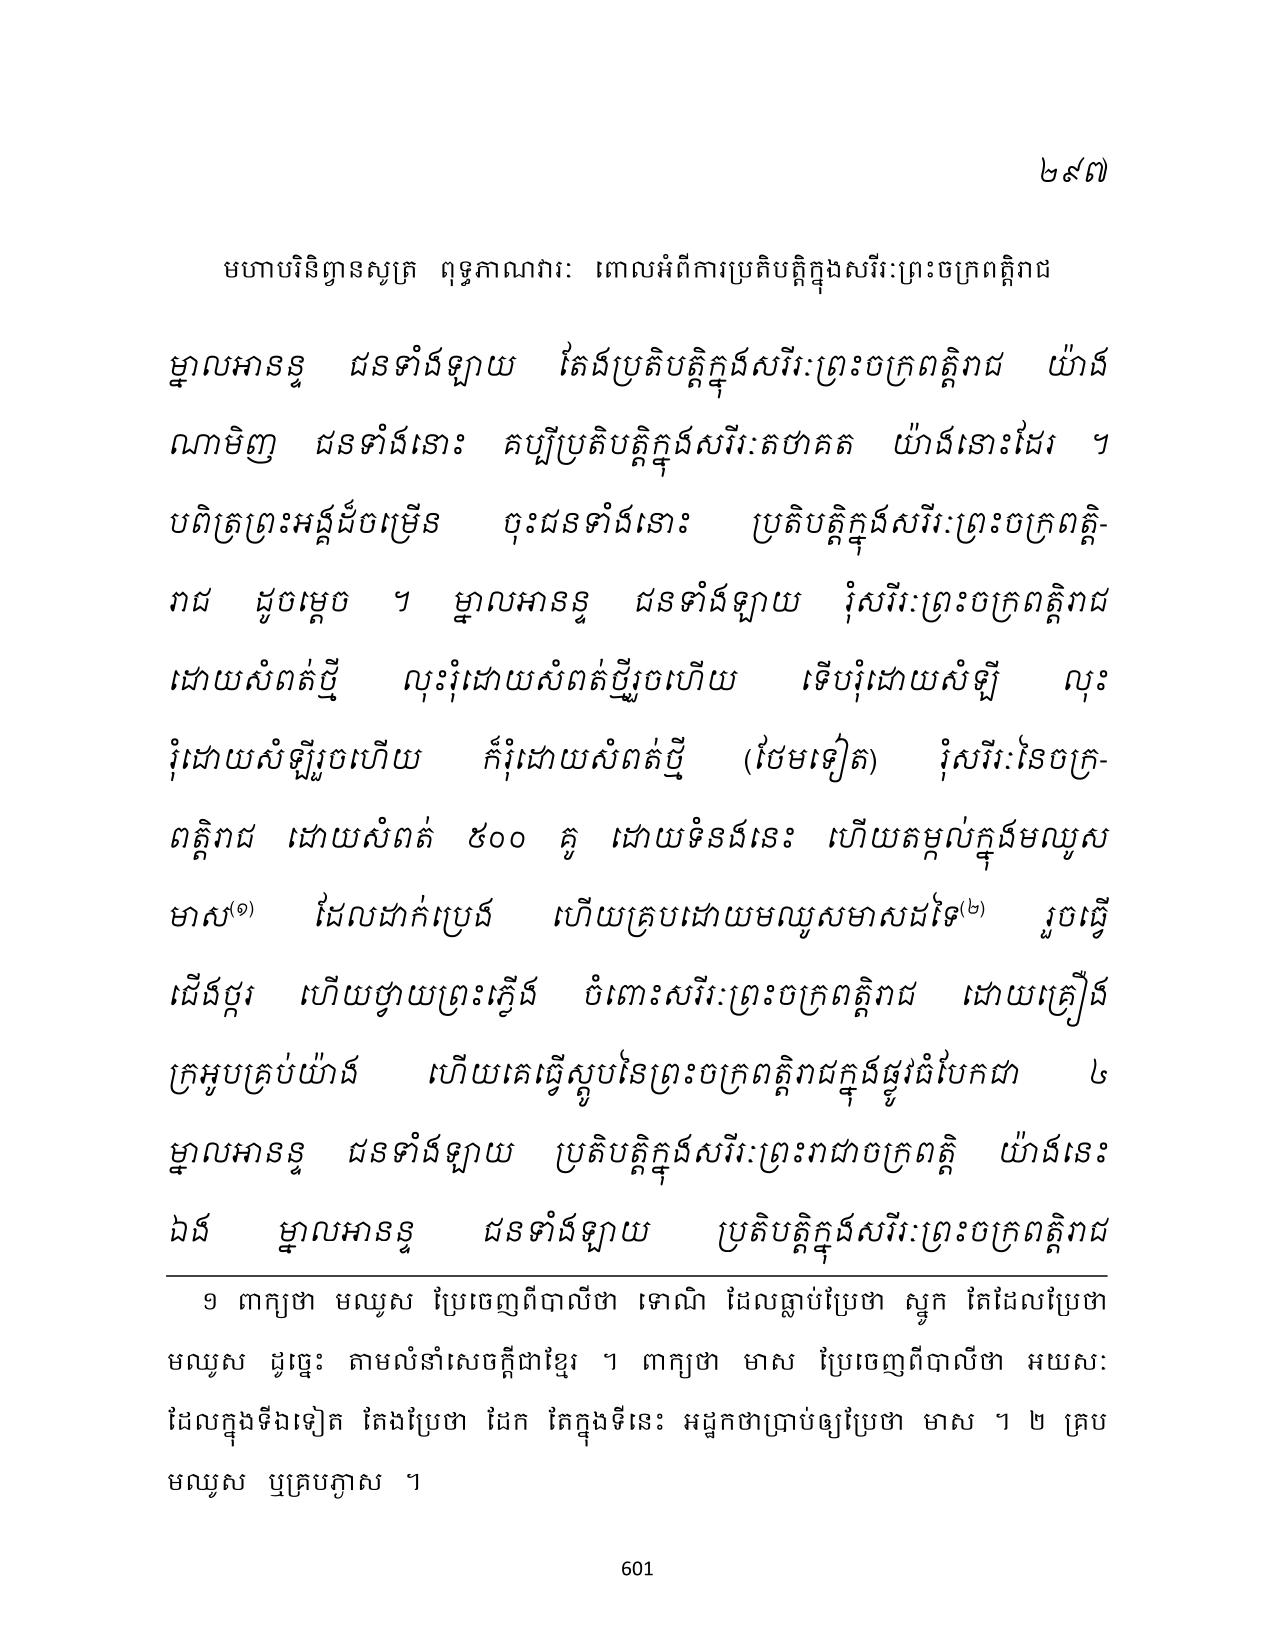 ២៩៧
មហាបរិនិព្វានសូត្រ ពុទ្ធភាណវារៈ ពោលអំពីការប្រតិបត្តិក្នុងសរីរៈព្រះចក្រពត្តិរាជ
ម្នាលអានន្ទ ជនទាំងឡាយ តែងប្រតិបត្តិក្នុងសរីរៈព្រះចក្រពត្តិរាជ យ៉ាង
ណាមិញ ជនទាំងនោះ គប្បីប្រតិបត្តិក្នុងសរីរៈតថាគត យ៉ាងនោះដែរ ។
បពិត្រព្រះអង្គដ៏ចម្រើន ចុះជនទាំងនោះ ប្រតិបត្តិក្នុងសរីរៈព្រះចក្រពត្តិ-
រាជ ដូចម្តេច ។ ម្នាលអានន្ទ ជនទាំងឡាយ រុំសរីរៈព្រះចក្រពត្តិរាជ
ដោយសំពត់ថ្មី លុះរុំដោយសំពត់ថ្មីរួចហើយ ទើបរុំដោយសំឡី លុះ
រុំដោយសំឡីរួចហើយ ក៏រុំដោយសំពត់ថ្មី (ថែមទៀត) រុំសរីរៈនៃចក្រ-
ពត្តិរាជ ដោយសំពត់ ៥០០ គូ ដោយទំនងនេះ ហើយតម្កល់ក្នុងមឈូស
មាស(១) ដែលដាក់ប្រេង ហើយគ្របដោយមឈូសមាសដទៃ(២) រួចធ្វើ
ជើងថ្ករ ហើយថ្វាយព្រះភ្លើង ចំពោះសរីរៈព្រះចក្រពត្តិរាជ ដោយគ្រឿង
ក្រអូបគ្រប់យ៉ាង ហើយគេធ្វើស្តូបនៃព្រះចក្រពត្តិរាជក្នុងផ្លូវធំបែកជា ៤
ម្នាលអានន្ទ ជនទាំងឡាយ ប្រតិបត្តិក្នុងសរីរៈព្រះរាជាចក្រពត្តិ យ៉ាងនេះ
ឯង ម្នាលអានន្ទ ជនទាំងឡាយ ប្រតិបត្តិក្នុងសរីរៈព្រះចក្រពត្តិរាជ
១ ពាក្យថា មឈូស ប្រែចេញពីបាលីថា ទោណិ ដែលធ្លាប់ប្រែថា ស្នូក តែដែលប្រែថា
មឈូស ដូច្នេះ តាមលំនាំសេចក្តីជាខ្មែរ ។ ពាក្យថា មាស ប្រែចេញពីបាលីថា អយសៈ
ដែលក្នុងទីឯទៀត តែងប្រែថា ដែក តែក្នុងទីនេះ អដ្ឋកថាប្រាប់ឲ្យប្រែថា មាស ។ ២ គ្រប
មឈូស ឬគ្របភ្ងាស ។
601